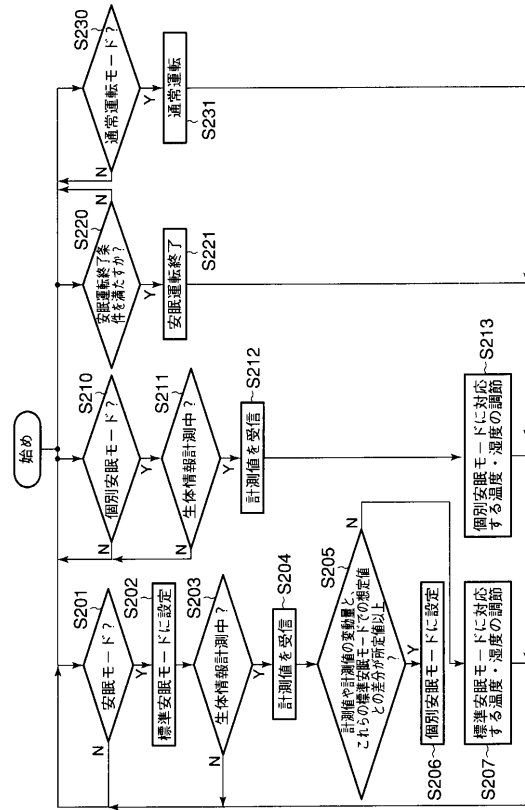 始め
S201
安眠モード?
N
Y
S202
標準安眠モードに設定
S203
生体情報計測中?
N
Y
S204
計測値を受信
S205
計測値や計測値の変動量と、
これらの標準安眠モードでの想定値
との差分が所定値以上
?
N
Y
S206
個別安眠モードに設定
S207
標準安眠モードに対応
する温度・湿度の調節
S210
個別安眠モード?
N
Y
S211
生体情報計測中?
N
Y
S212
計測値を受信
S213
個別安眠モードに対応
する温度・湿度の調節
S220
安眠運転終了条
件を満たすか?
N
Y
S221
安眠運転終了
S230
通常運転モード?
N
Y
S231
通常運転